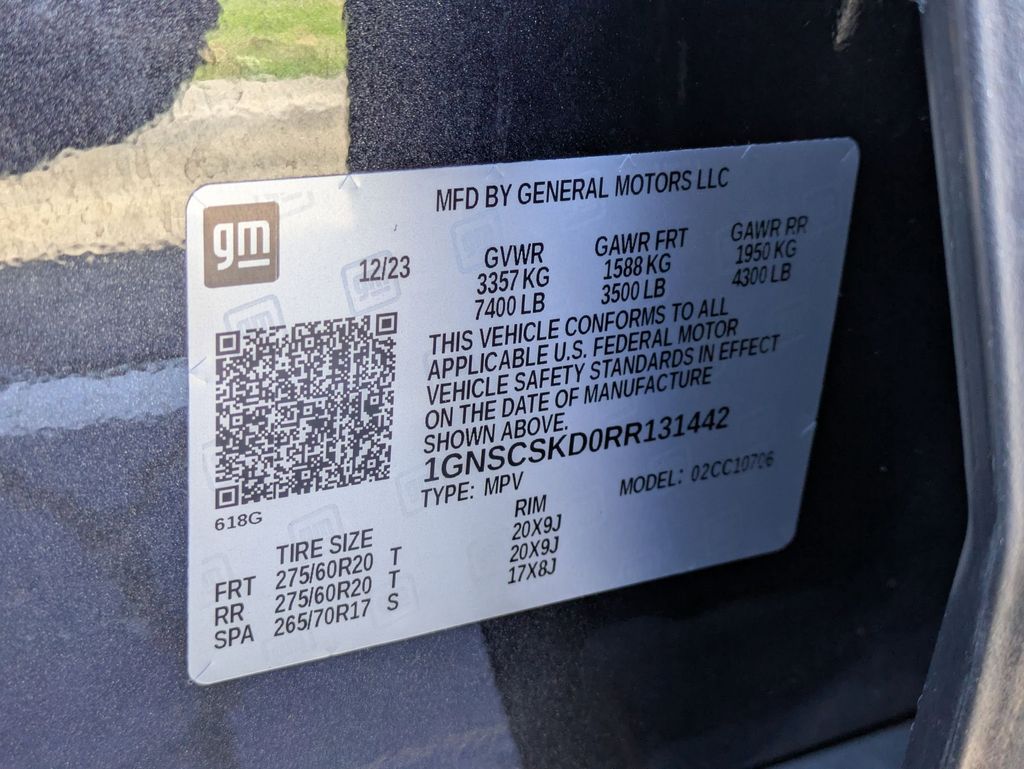 MFD BY GENERAL MOTORS LLC
gm
12/23
GVWR GAWR FRT GAWR RR
3357 KG 1588 KG 1950 KG
7400 LB 3500 LB 4300 LB
THIS VEHICLE CONFORMS TO ALL
APPLICABLE U.S. FEDERAL MOTOR
VEHICLE SAFETY STANDARDS IN EFFECT
ON THE DATE OF MANUFACTURE
SHOWN ABOVE.
1GNSCSKD0RR131442
TYPE: MPV MODEL: 02CC10706
618G
TIRE SIZE RIM
FRT 275/60R20 T 20X9J
RR 275/60R20 T 20X9J
SPA 265/70R17 S 17X8J